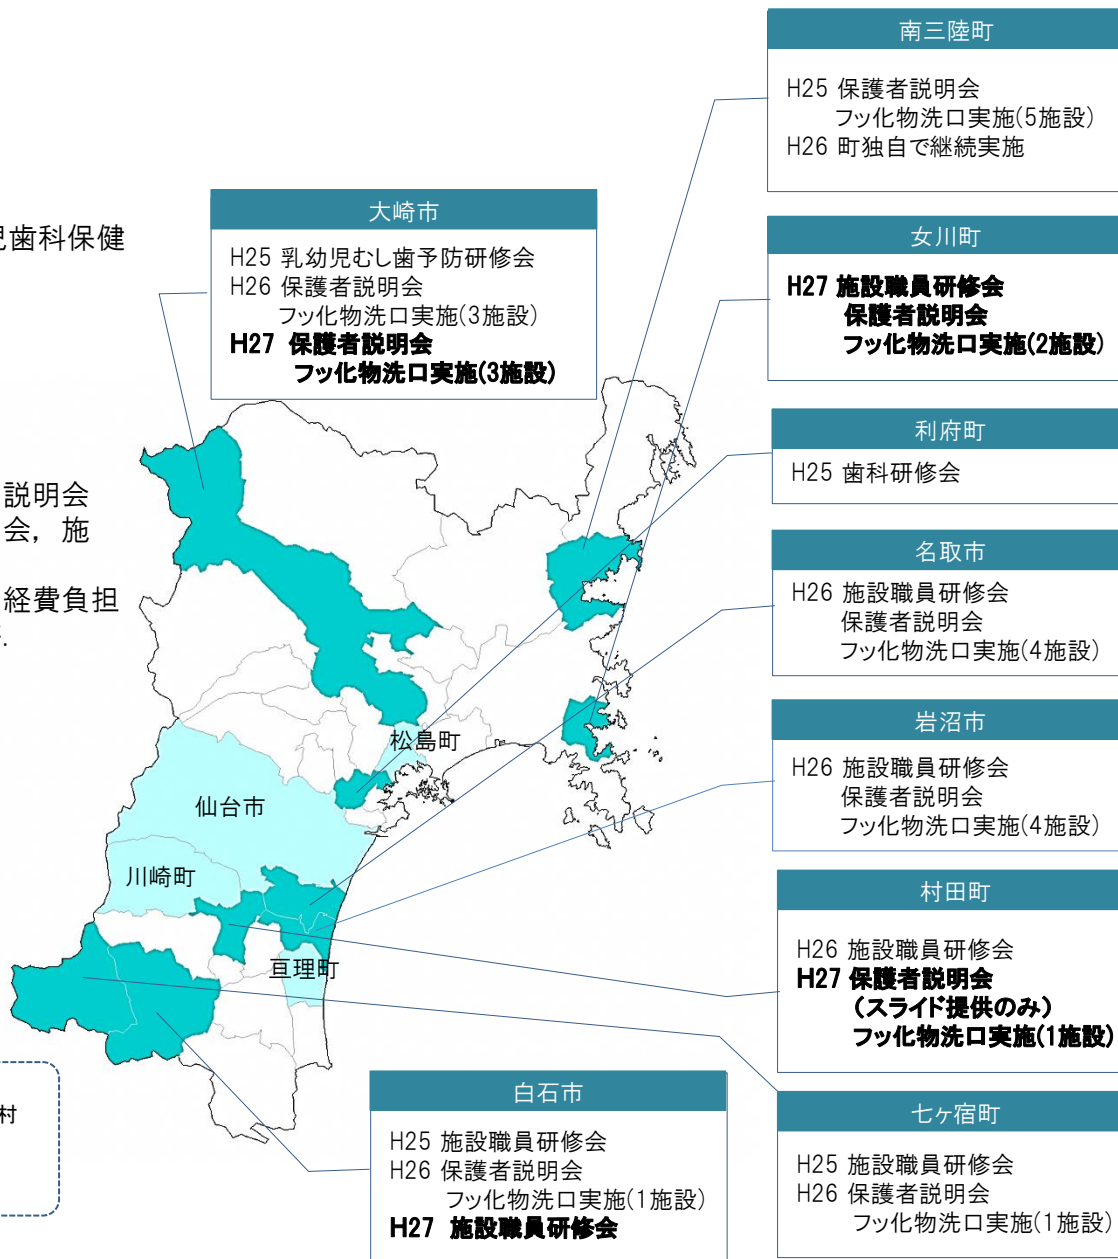 南三陸町
H25 保護者説明会
フッ化物洗口実施(5施設)
H26 町独自で継続実施
大崎市
H25 乳幼児むし歯予防研修会
H26 保護者説明会
フッ化物洗口実施(3施設)
H27 保護者説明会
フッ化物洗口実施(3施設)
児歯科保健
女川町
H27 施設職員研修会
保護者説明会
フッ化物洗口実施(2施設)
利府町
H25 歯科研修会
説明会
会，施
経費負担
名取市
H26 施設職員研修会
保護者説明会
フッ化物洗口実施(4施設)
岩沼市
H26 施設職員研修会
保護者説明会
フッ化物洗口実施(4施設)
松島町
仙台市
川崎町
亘理町
村田町
H26 施設職員研修会
H27 保護者説明会
（スライド提供のみ）
フッ化物洗口実施(1施設)
村
白石市
H25 施設職員研修会
H26 保護者説明会
フッ化物洗口実施(1施設)
H27 施設職員研修会
七ヶ宿町
H25 施設職員研修会
H26 保護者説明会
フッ化物洗口実施(1施設)